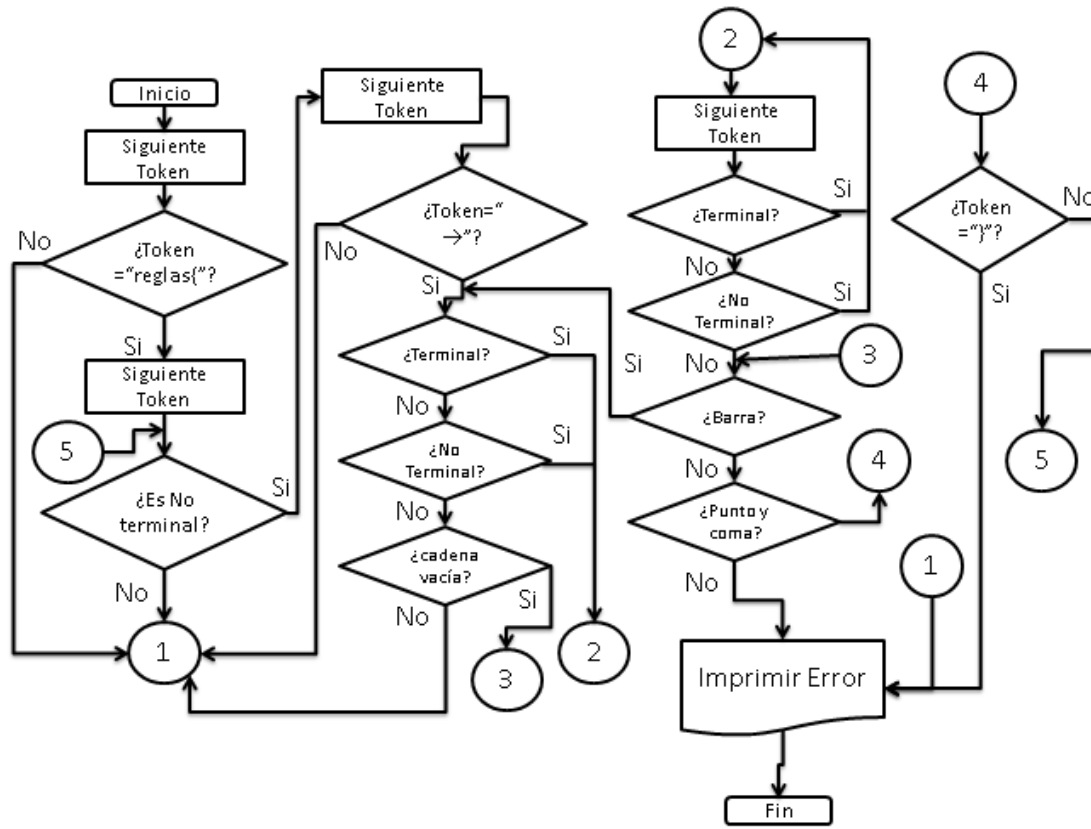 Inicio
Siguiente
Token
¿Token
="reglas{"?
No
Si
Siguiente
Token
5
¿Es No
terminal?
Si
No
1
Siguiente
Token
¿Token="
→"?
No
Si
¿Terminal?
Si
No
¿No
Terminal?
Si
No
¿cadena
vacía?
Si
No
3
2
2
Siguiente
Token
¿Terminal?
Si
No
¿No
Terminal?
Si
No
3
¿Barra?
Si
No
4
¿Punto y
coma?
No
1
Imprimir Error
Fin
4
¿Token
="}"?
No
Si
5